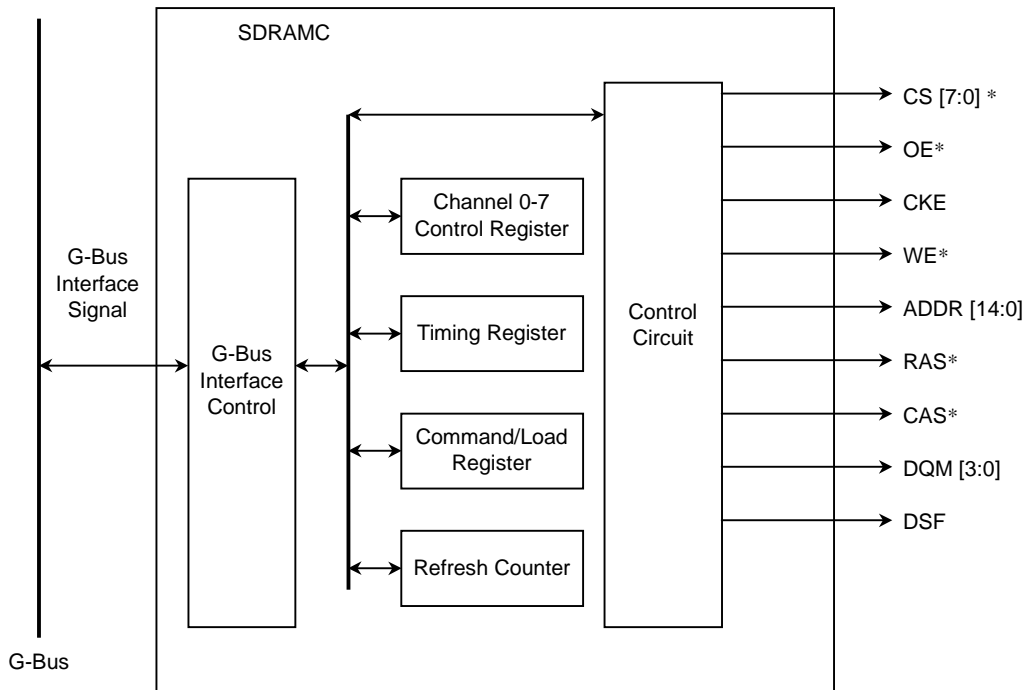 SDRAMC
CS [7:0] *
OE*
CKE
WE*
ADDR [14:0]
RAS*
CAS*
DQM [3:0]
DSF
Channel 0-7
Control Register
Timing Register
Command/Load
Register
Refresh Counter
Control
Circuit
G-Bus
Interface
Signal
G-Bus
Interface
Control
G-Bus